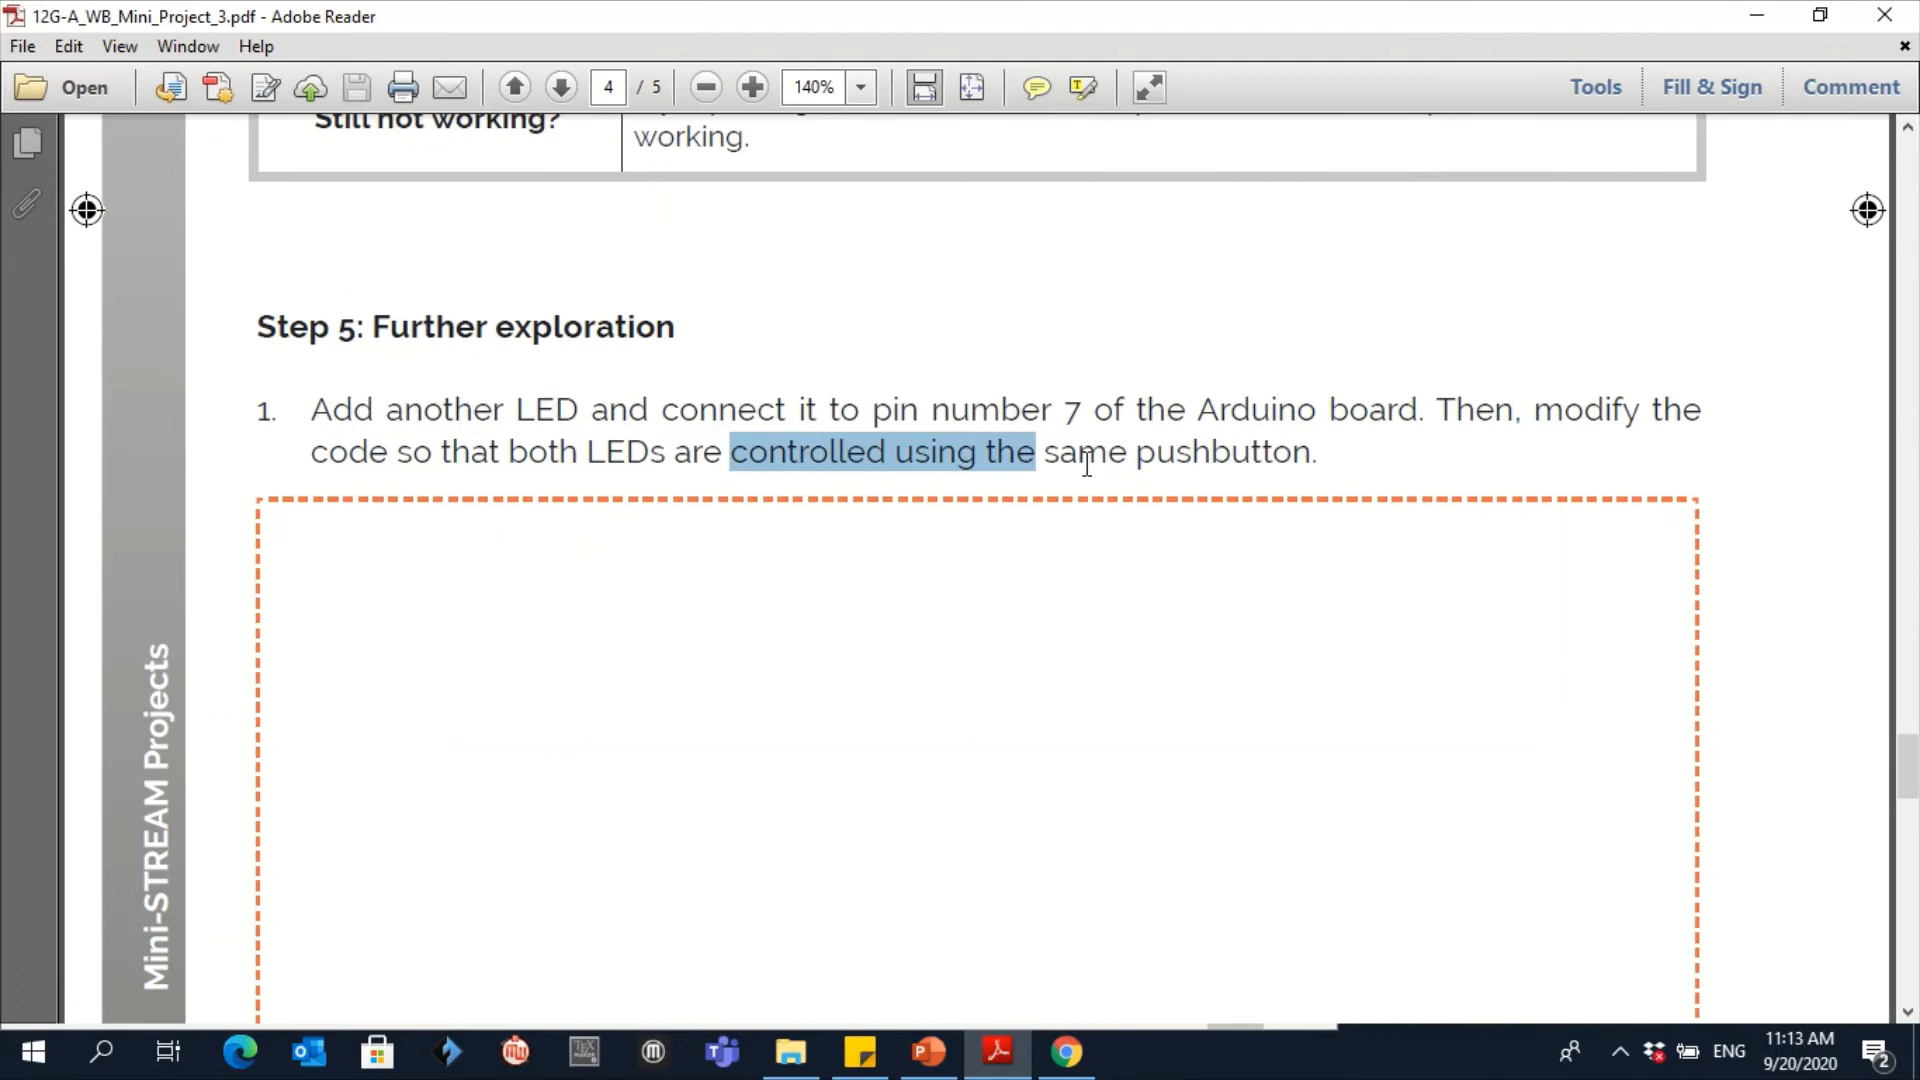 12G-A_WB_Mini_Project_3.pdf - Adobe Reader
File Edit View Window Help
Open 4 / 5 140% Tools Fill & Sign Comment
Still not working?
working.
Step 5: Further exploration
1. Add another LED and connect it to pin number 7 of the Arduino board. Then, modify the
code so that both LEDs are controlled using the same pushbutton.
Mini-STREAM Projects
ENG
11:13 AM
9/20/2020
2